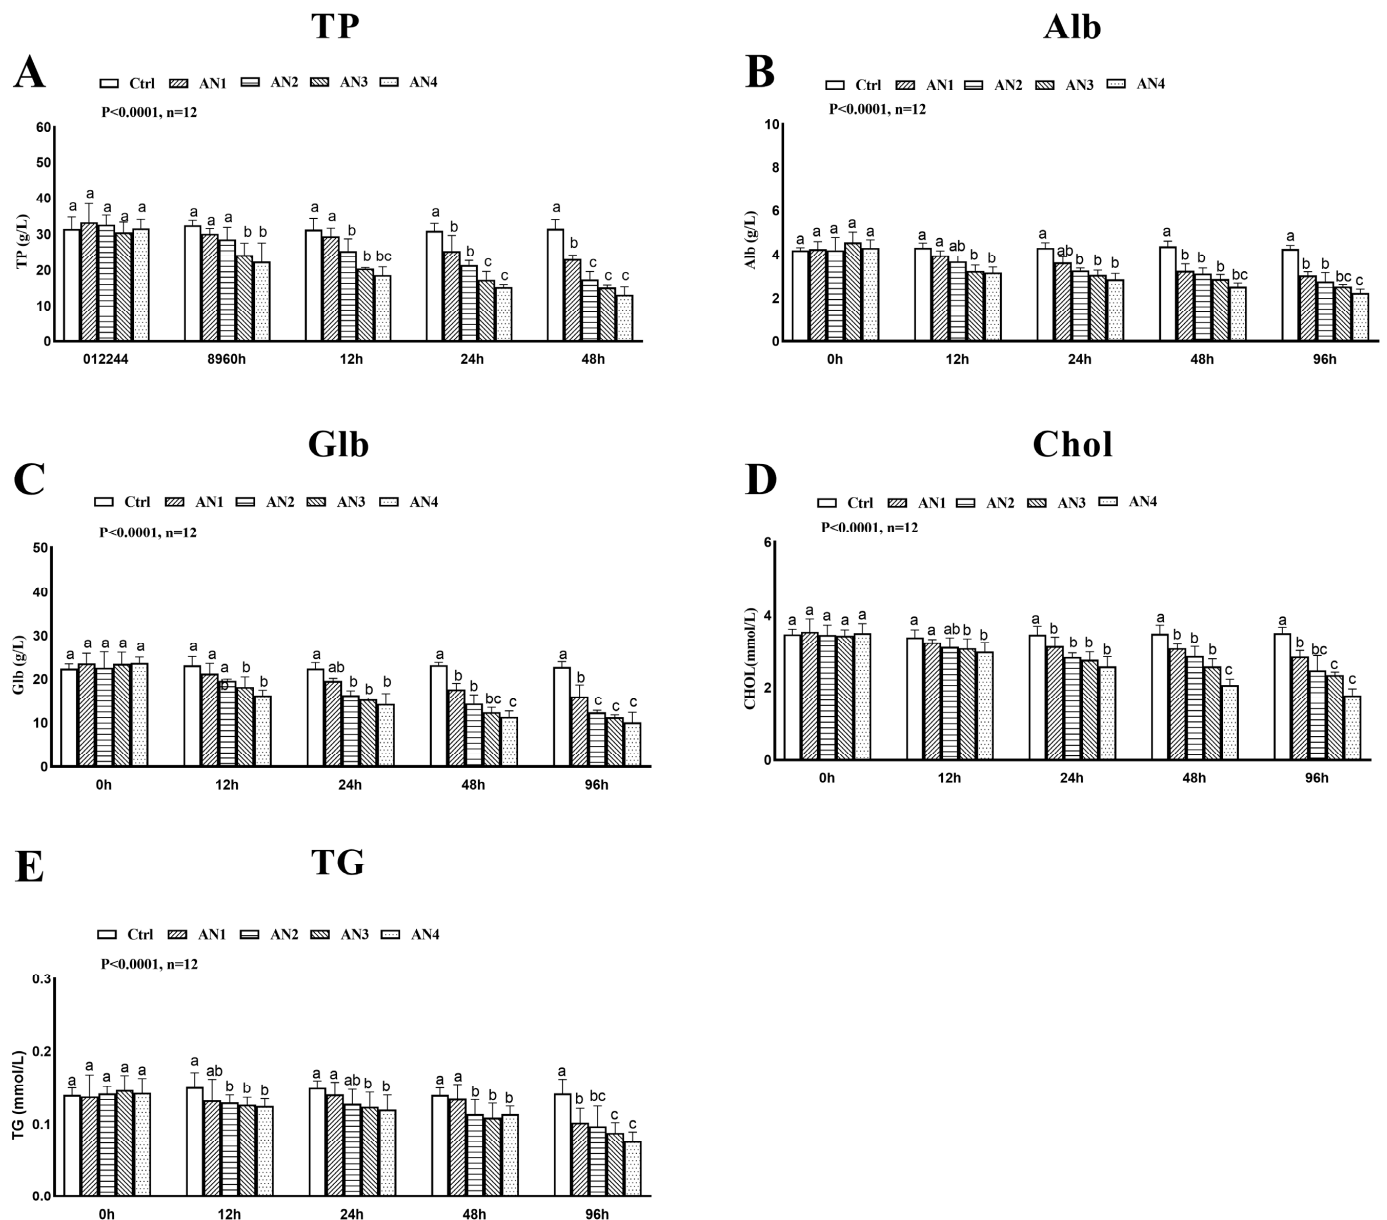 TP
A
Ctrl AN1 AN2 AN3 AN4
P<0.0001, n=12
TP (g/L)
60
50
40
30
20
10
0
a a a a a
a a a b b
a a b b bc
a b c c c
a b c c c
012244 8960h 12h 24h 48h
Alb
B
Ctrl AN1 AN2 AN3 AN4
P<0.0001, n=12
Alb (g/L)
10
8
6
4
2
0
a a a a a
a a ab b b
a ab b b b
a b b b bc
a b b bc c
0h 12h 24h 48h 96h
Glb
C
Ctrl AN1 AN2 AN3 AN4
P<0.0001, n=12
Glb (g/L)
50
40
30
20
10
0
a a a a a
a a a b b b
a ab b b b
a b b bc c
a b c c c
0h 12h 24h 48h 96h
Chol
D
Ctrl AN1 AN2 AN3 AN4
P<0.0001, n=12
CHOL(mmol/L)
6
4
2
0
a a a a a
a a ab b b
a b b b b
a b b b c
a b bc c c
0h 12h 24h 48h 96h
E
TG
Ctrl AN1 AN2 AN3 AN4
P<0.0001, n=12
TG (mmol/L)
0.3
0.2
0.1
0.0
a a a a a
a ab b b b
a a ab b b
a a b b b
a b bc c c
0h 12h 24h 48h 96h